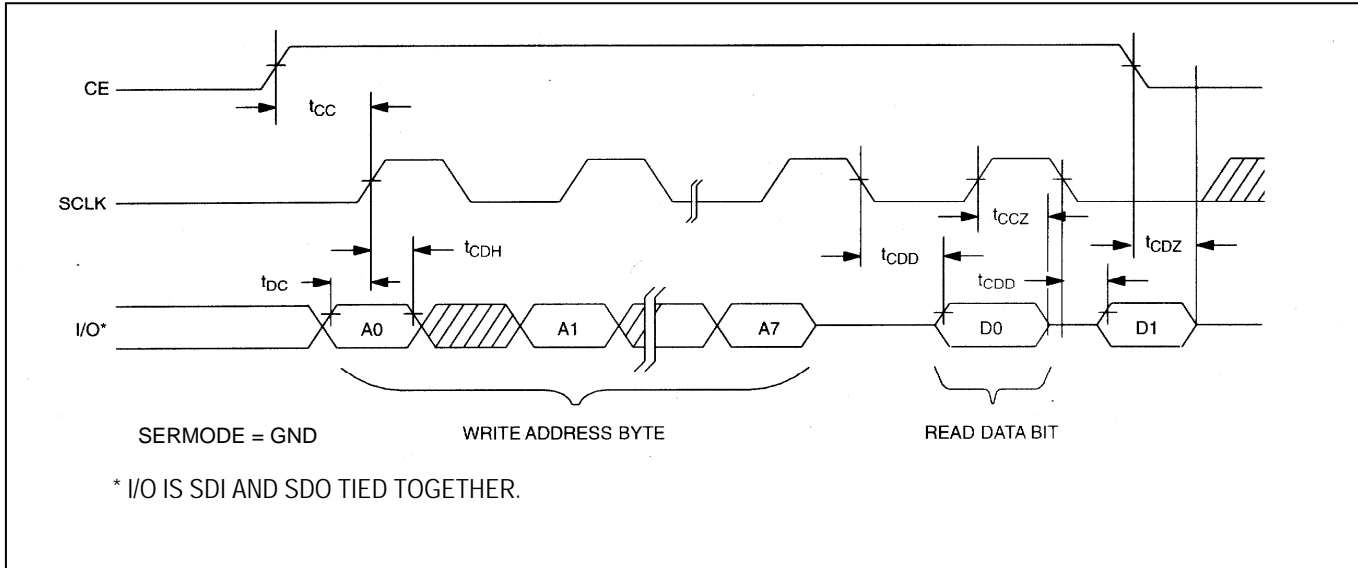 CE
tCC
SCLK
tCCZ
tCDH
tCDD
tCDZ
tDC
tCDD
I/O*
A0
A1
A7
D0
D1
SERMODE = GND
WRITE ADDRESS BYTE
READ DATA BIT
* I/O IS SDI AND SDO TIED TOGETHER.